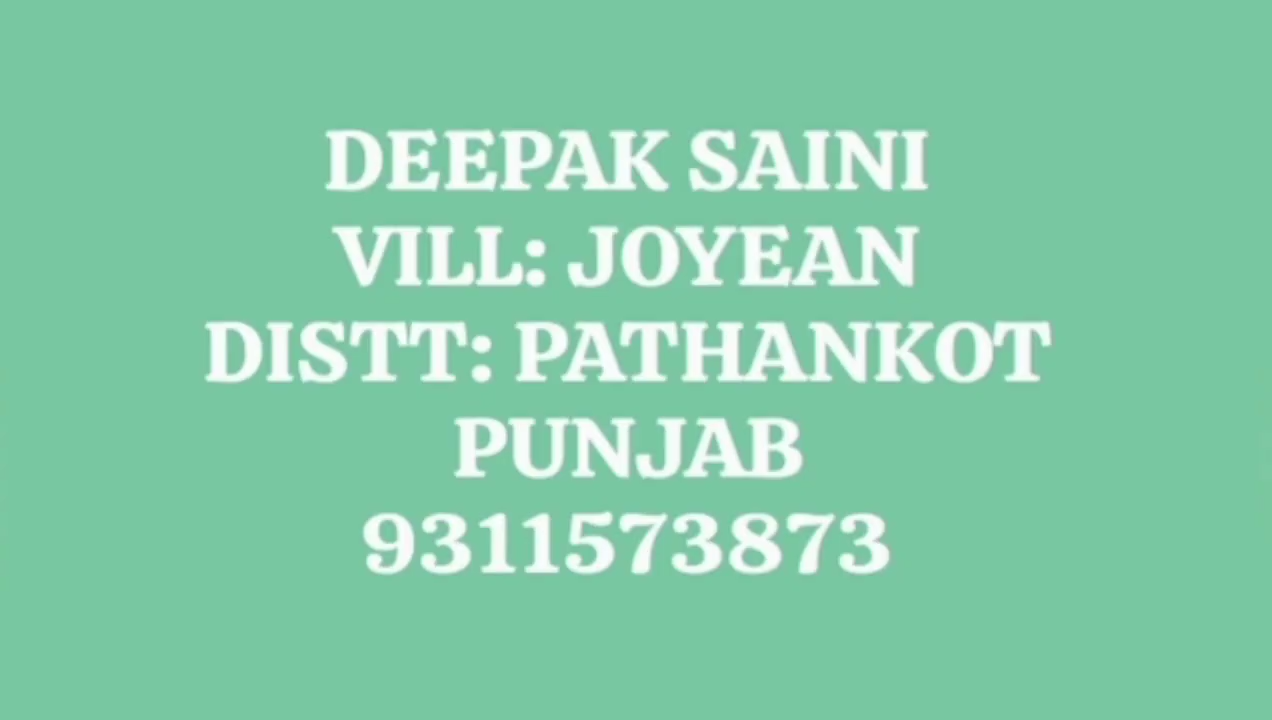 DEEPAK SAINI
VILL: JOYEAN
DISTT: PATHANKOT
PUNJAB
9311573873